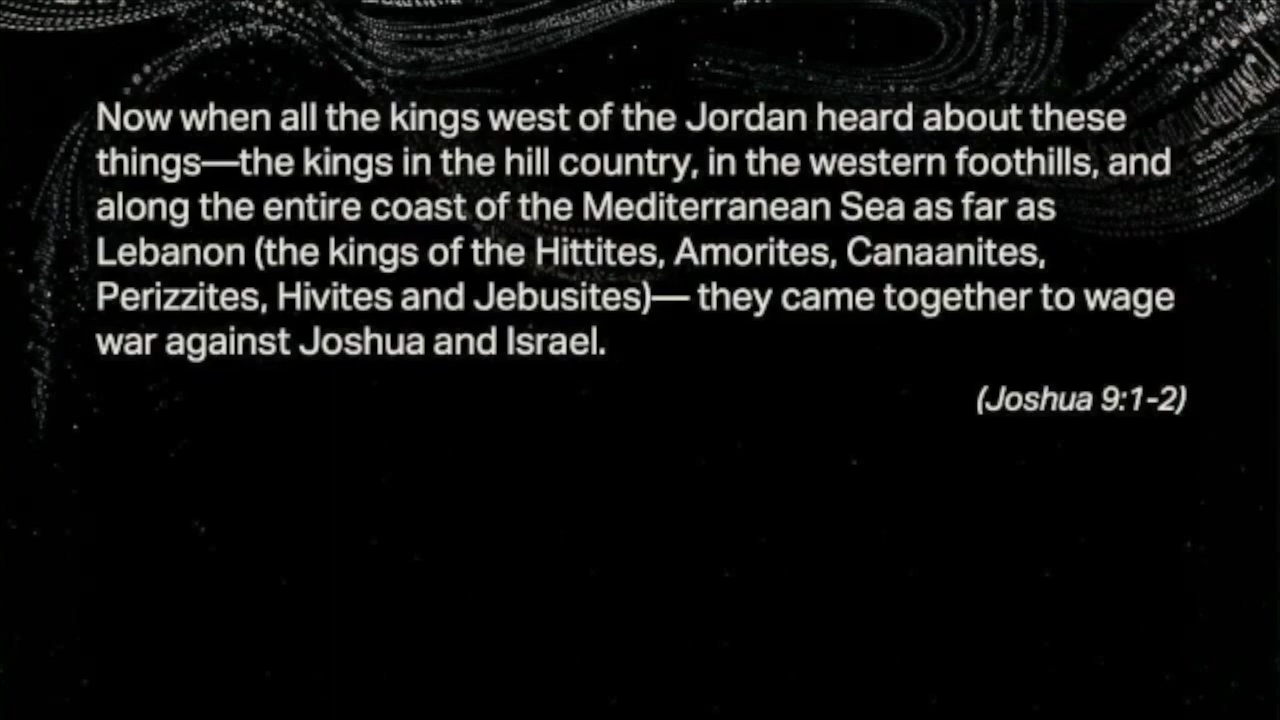 Now when all the kings west of the Jordan heard about these
things—the kings in the hill country, in the western foothills, and
along the entire coast of the Mediterranean Sea as far as
Lebanon (the kings of the Hittites, Amorites, Canaanites,
Perizzites, Hivites and Jebusites)— they came together to wage
war against Joshua and Israel.
(Joshua 9:1-2)